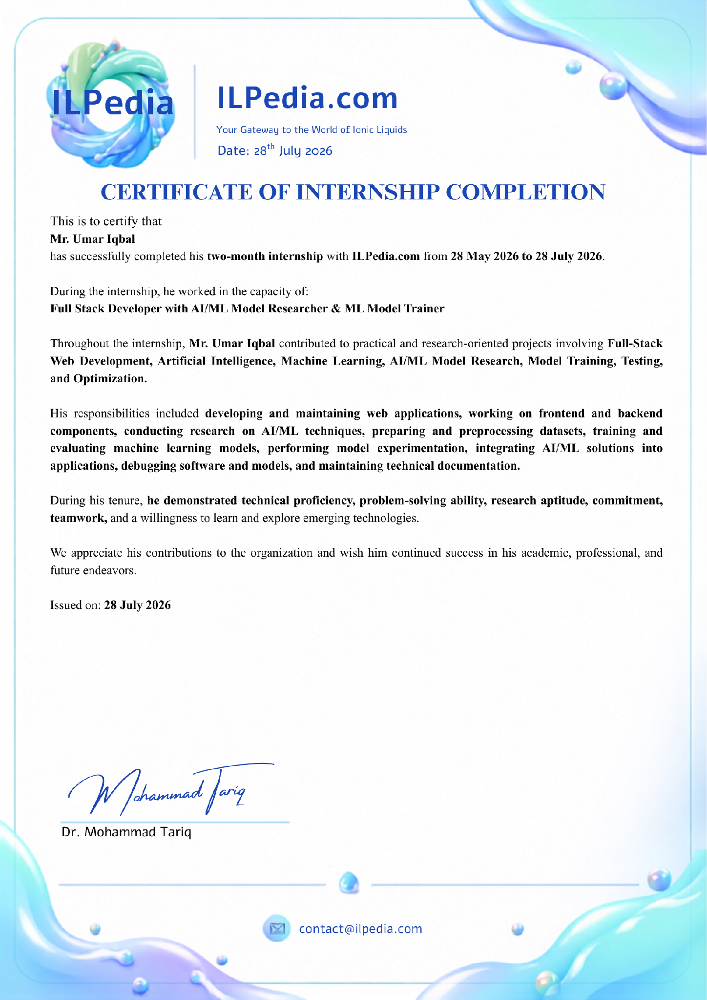 ILPedia
ILPedia.com
Your Gateway to the World of Ionic Liquids
Date: 28th July 2026
CERTIFICATE OF INTERNSHIP COMPLETION
This is to certify that
Mr. Umar Iqbal
has successfully completed his two-month internship with ILPedia.com from 28 May 2026 to 28 July 2026.
During the internship, he worked in the capacity of:
Full Stack Developer with AI/ML Model Researcher & ML Model Trainer
Throughout the internship, Mr. Umar Iqbal contributed to practical and research-oriented projects involving Full-Stack
Web Development, Artificial Intelligence, Machine Learning, AI/ML Model Research, Model Training, Testing,
and Optimization.
His responsibilities included developing and maintaining web applications, working on frontend and backend
components, conducting research on AI/ML techniques, preparing and preprocessing datasets, training and
evaluating machine learning models, performing model experimentation, integrating AI/ML solutions into
applications, debugging software and models, and maintaining technical documentation.
During his tenure, he demonstrated technical proficiency, problem-solving ability, research aptitude, commitment,
teamwork, and a willingness to learn and explore emerging technologies.
We appreciate his contributions to the organization and wish him continued success in his academic, professional, and
future endeavors.
Issued on: 28 July 2026
Mohammad Tariq
Dr. Mohammad Tariq
contact@ilpedia.com